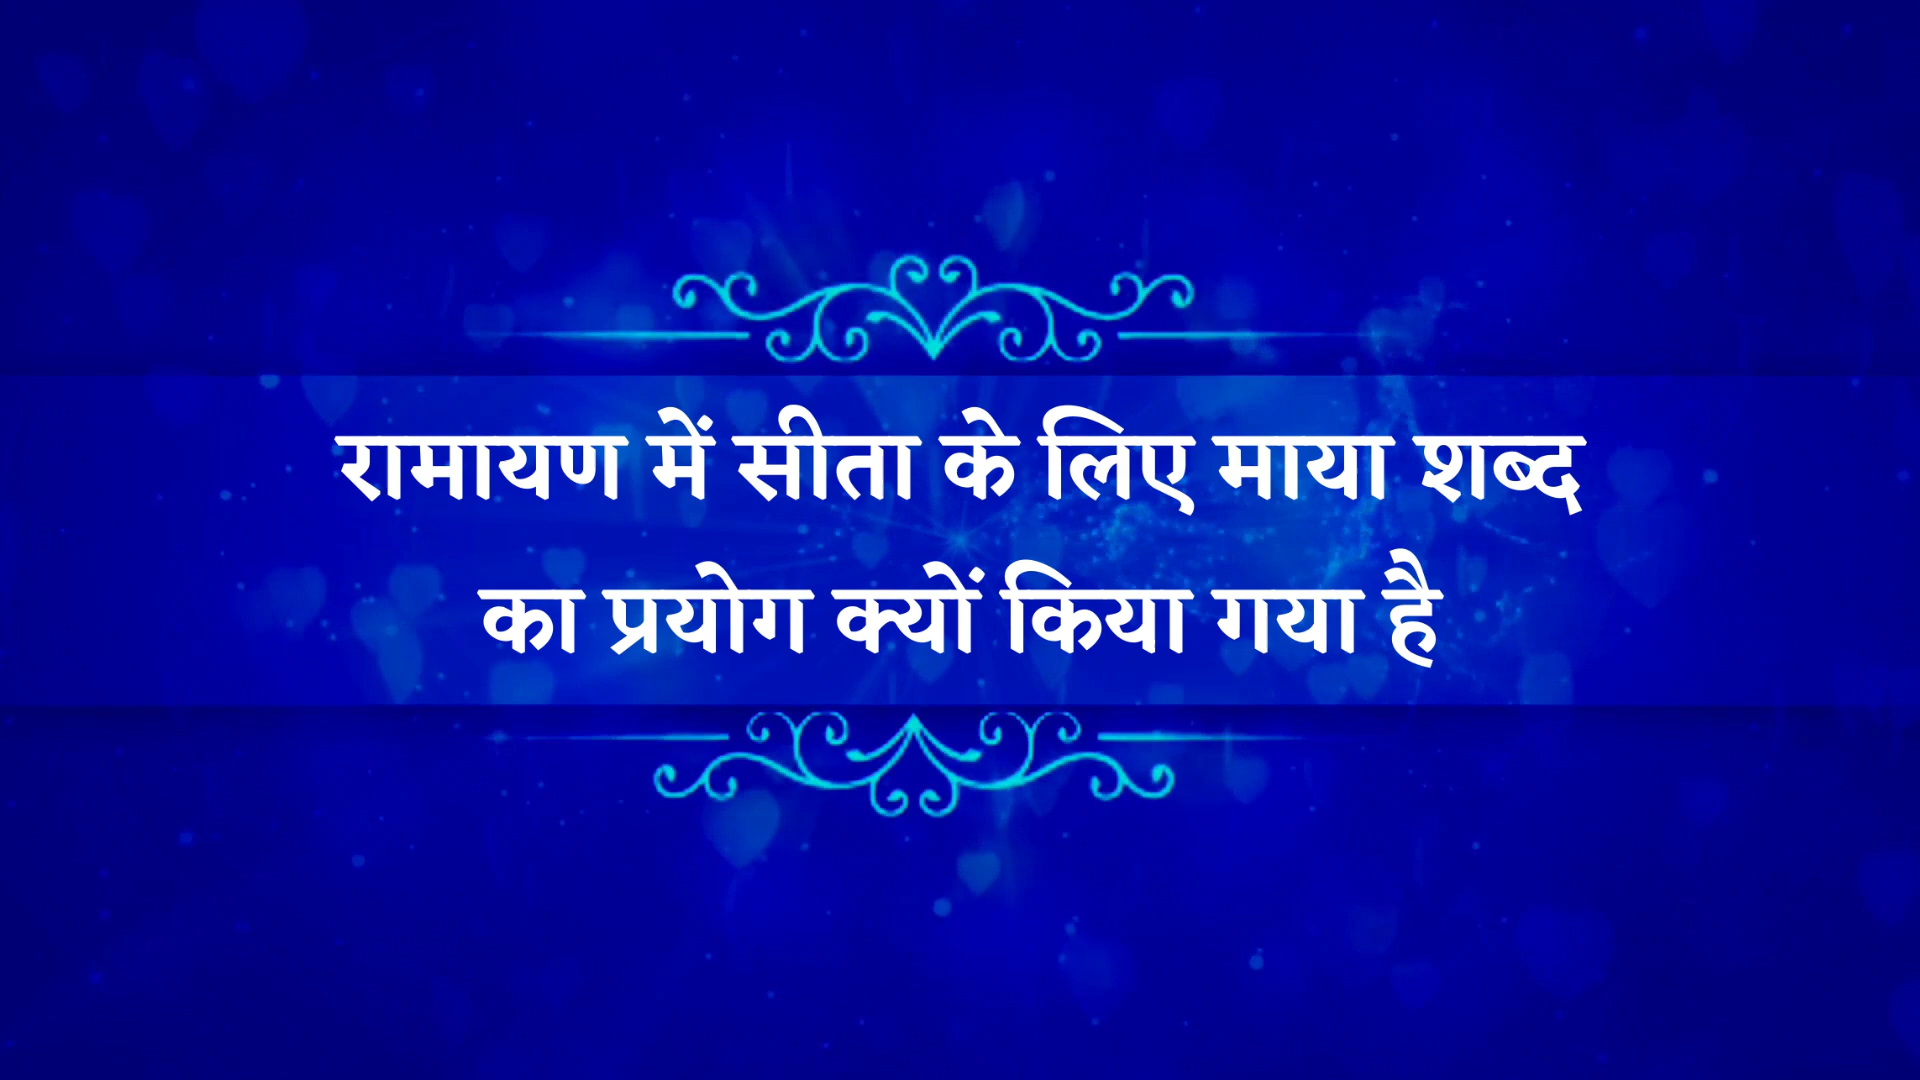 रामायण में सीता के लिए माया शब्द
का प्रयोग क्यों किया गया है